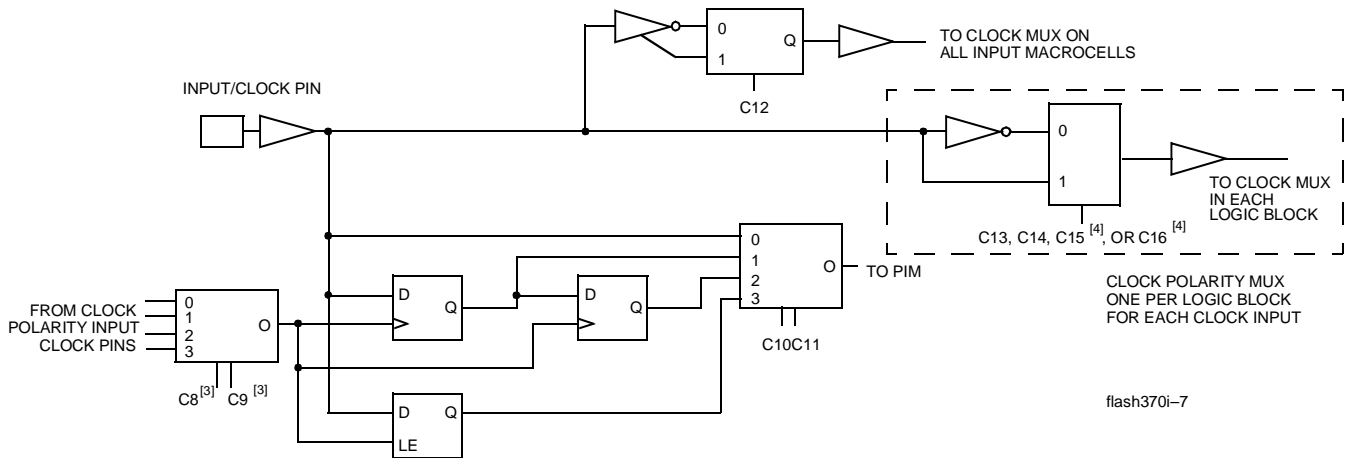 0
1
Q
C12
TO CLOCK MUX ON
ALL INPUT MACROCELLS
INPUT/CLOCK PIN
0
1
TO CLOCK MUX
IN EACH
LOGIC BLOCK
C13, C14, C15 [4], OR C16 [4]
CLOCK POLARITY MUX
ONE PER LOGIC BLOCK
FOR EACH CLOCK INPUT
0
1
2
3
O
TO PIM
C10C11
D
Q
D
Q
FROM CLOCK
POLARITY INPUT
CLOCK PINS
0
1
2
3
O
C8[3] C9 [3]
D
Q
LE
flash370i–7